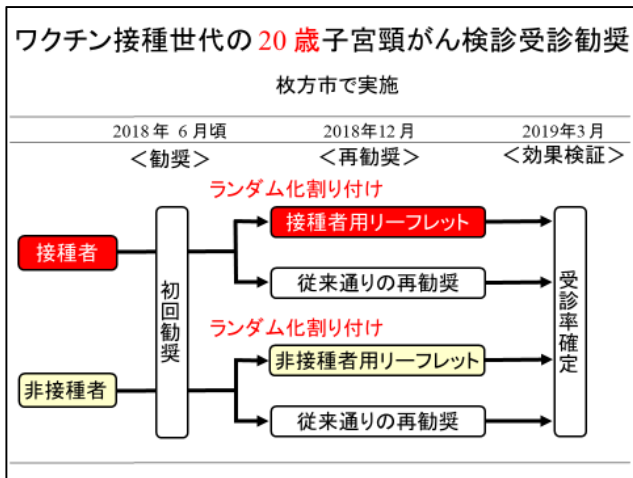 ワクチン接種世代の 20 歳子宮頸がん検診受診勧奨
枚方市で実施
2018 年 6 月頃
2018年12 月
2019年3 月
＜勧奨＞
＜再勧奨＞
＜効果検証＞
ランダム化割り付け
接種者用リーフレット
接種者
従来通りの再勧奨
初回勧奨
受診率確定
ランダム化割り付け
非接種者用リーフレット
非接種者
従来通りの再勧奨